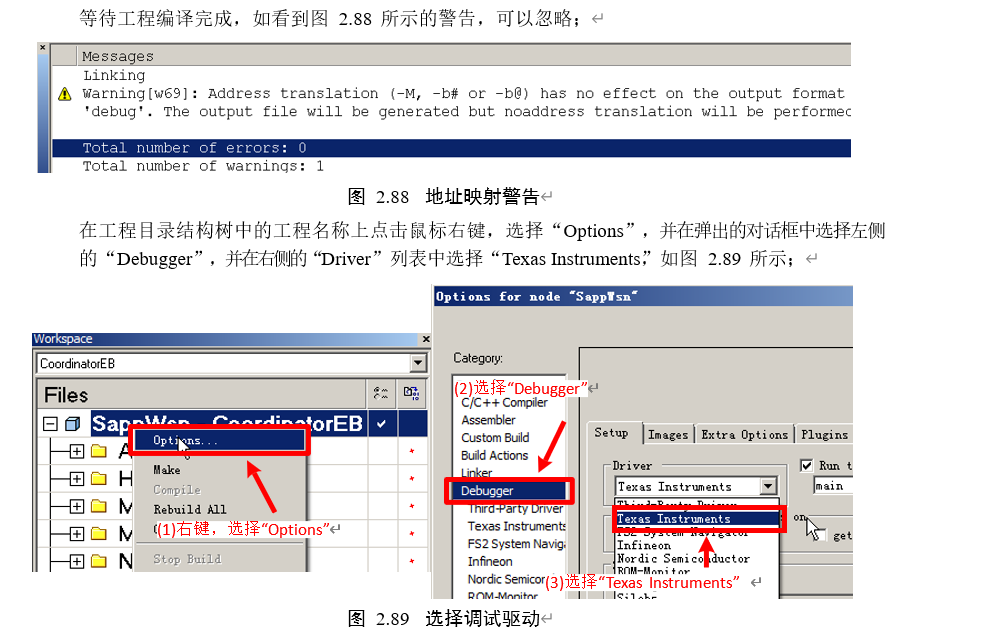 等待工程编译完成，如看到图 2.88 所示的警告，可以忽略；
Messages
Linking
Warning[w69]: Address translation (-M, -b# or -b@) has no effect on the output format
'debug'. The output file will be generated but noaddress translation will be performed
Total number of errors: 0
Total number of warnings: 1
图 2.88 地址映射警告
在工程目录结构树中的工程名称上点击鼠标右键，选择“Options”，并在弹出的对话框中选择左侧
的“Debugger”，并在右侧的“Driver”列表中选择“Texas Instruments”，如图 2.89 所示；
Workspace
CoordinatorEB
Files
SappWsn - CoordinatorEB
Options...
Make
Compile
Rebuild All
(1)右键，选择“Options”
Stop Build
Options for node "SappWsn"
Category:
(2)选择“Debugger”
C/C++ Compiler
Assembler
Custom Build
Build Actions
Linker
Debugger
Third-Party Driver
Texas Instruments
FS2 System Naviga
Infineon
Nordic Semicor
ROM-Monitor
Setup
Images
Extra Options
Plugins
Driver
Run t
Texas Instruments
main
Third-Party Driver
Texas Instruments
on
FS2 System Navigator
get
Infineon
Nordic Semiconductor
ROM-Monitor
(3)选择“Texas Instruments”
Silabs
图 2.89 选择调试驱动